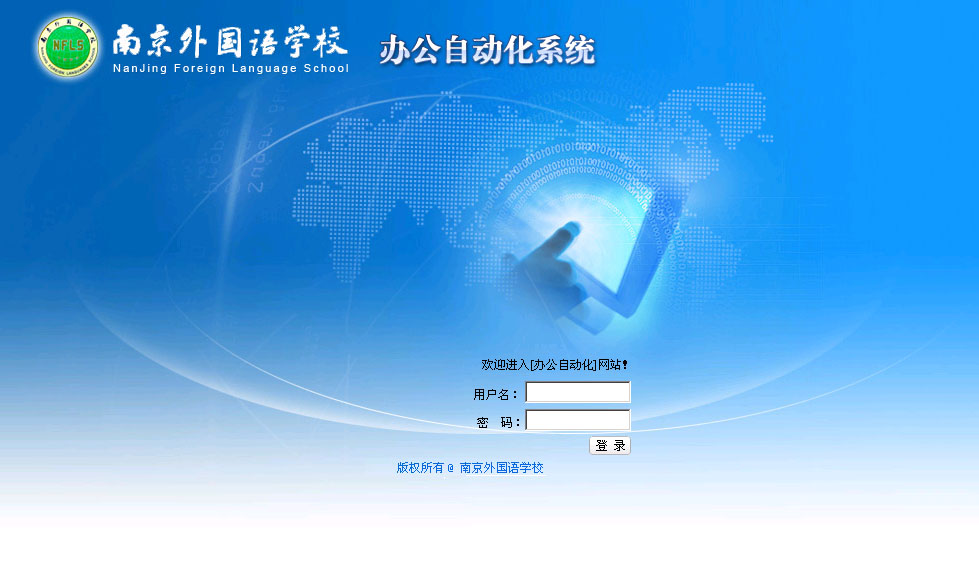 NFLS
南京外国语学校
NanJing Foreign Language School
办公自动化系统
欢迎进入[办公自动化]网站!
用户名：
密 码：
登 录
版权所有@ 南京外国语学校